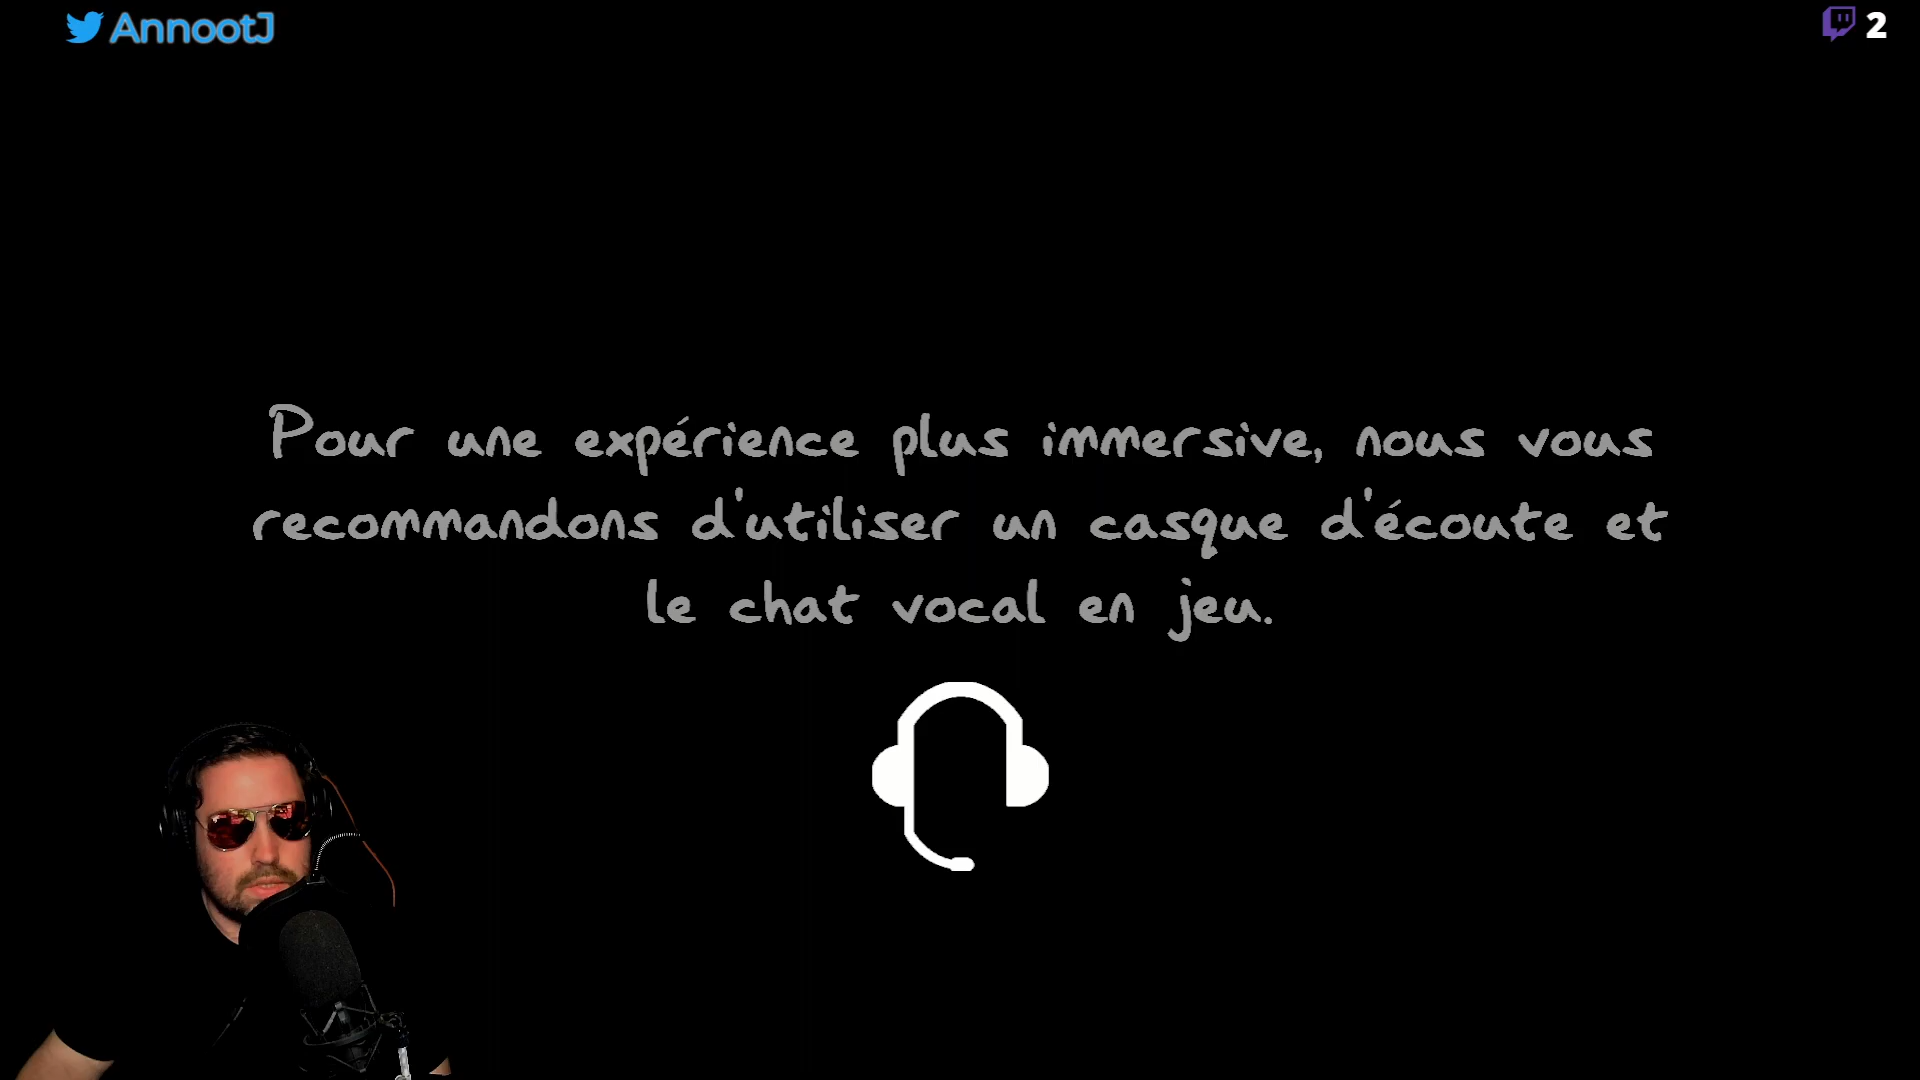 AnnootJ
2
Pour une expérience plus immersive, nous vous
recommandons d'utiliser un casque d'écoute et
le chat vocal en jeu.